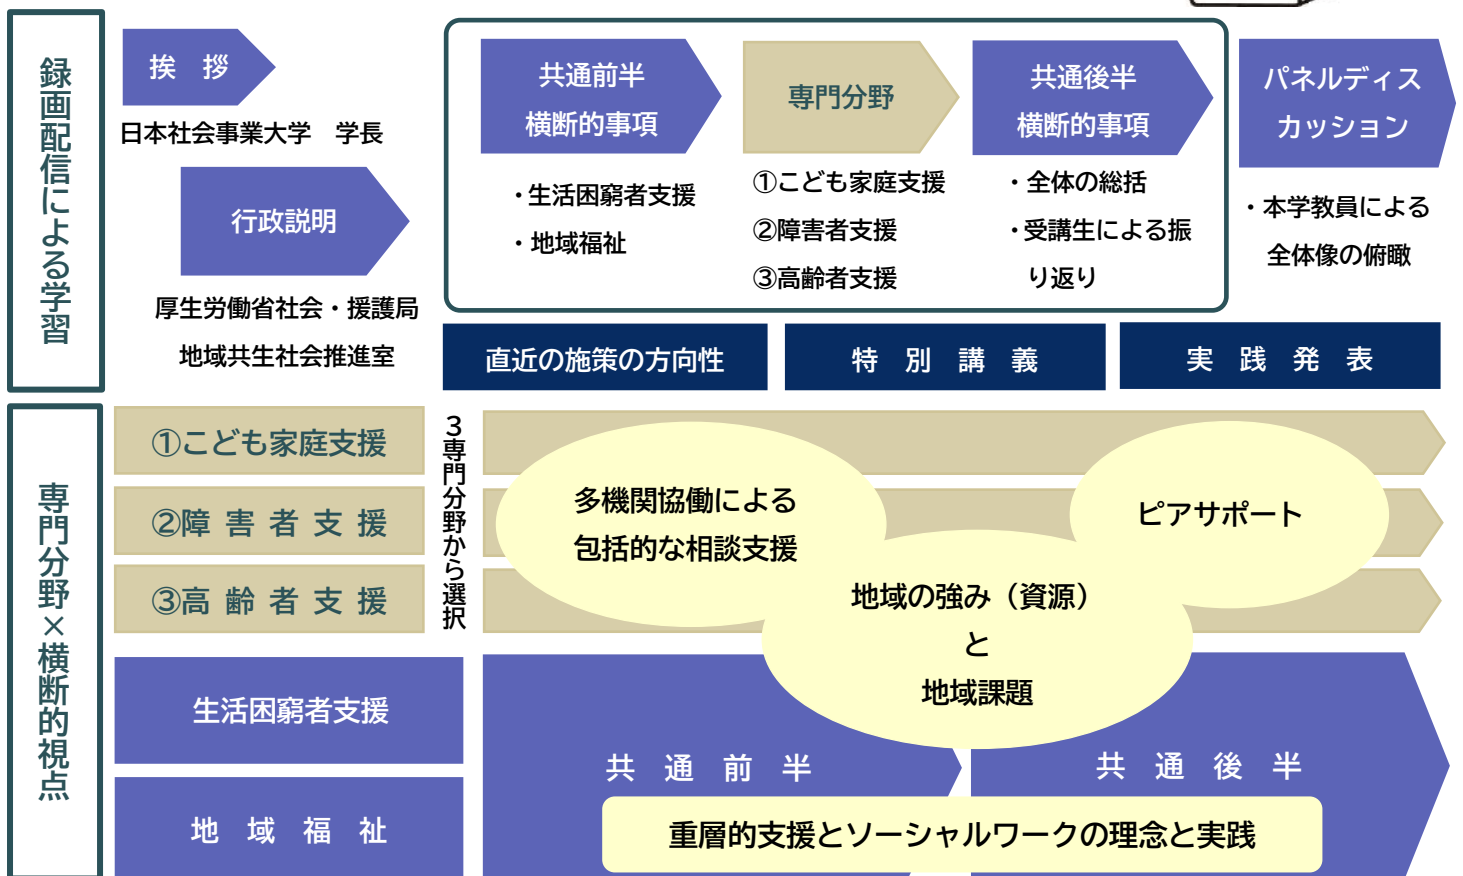 録画配信による学習
挨　拶
日本社会事業大学　学長
行政説明
厚生労働省社会・援護局
地域共生社会推進室
共通前半
横断的事項
・生活困窮者支援
・地域福祉
専門分野
①こども家庭支援
②障害者支援
③高齢者支援
共通後半
横断的事項
・全体の総括
・受講生による振
り返り
パネルディス
カッション
・本学教員による
全体像の俯瞰
直近の施策の方向性
特　別　講　義
実　践　発　表
専門分野×横断的視点
①こども家庭支援
②障 害 者 支 援
③高 齢 者 支 援
３専門分野から選択
多機関協働による
包括的な相談支援
ピアサポート
地域の強み（資源）
と
地域課題
生活困窮者支援
地　域　福　祉
共　通　前　半
共　通　後　半
重層的支援とソーシャルワークの理念と実践